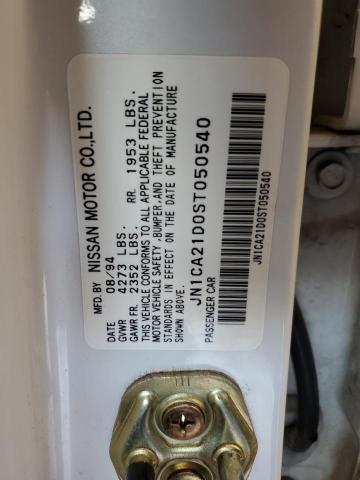 MFD. BY NISSAN MOTOR CO.,LTD.
DATE 08/94
GVWR 4273 LBS.
GAWR FR. 2352 LBS. RR. 1953 LBS.
THIS VEHICLE CONFORMS TO ALL APPLICABLE FEDERAL
MOTOR VEHICLE SAFETY,BUMPER,AND THEFT PREVENTION
STANDARDS IN EFFECT ON THE DATE OF MANUFACTURE
SHOWN ABOVE.
JN1CA21D0ST050540
PASSENGER CAR
JN1CA21D0ST050540